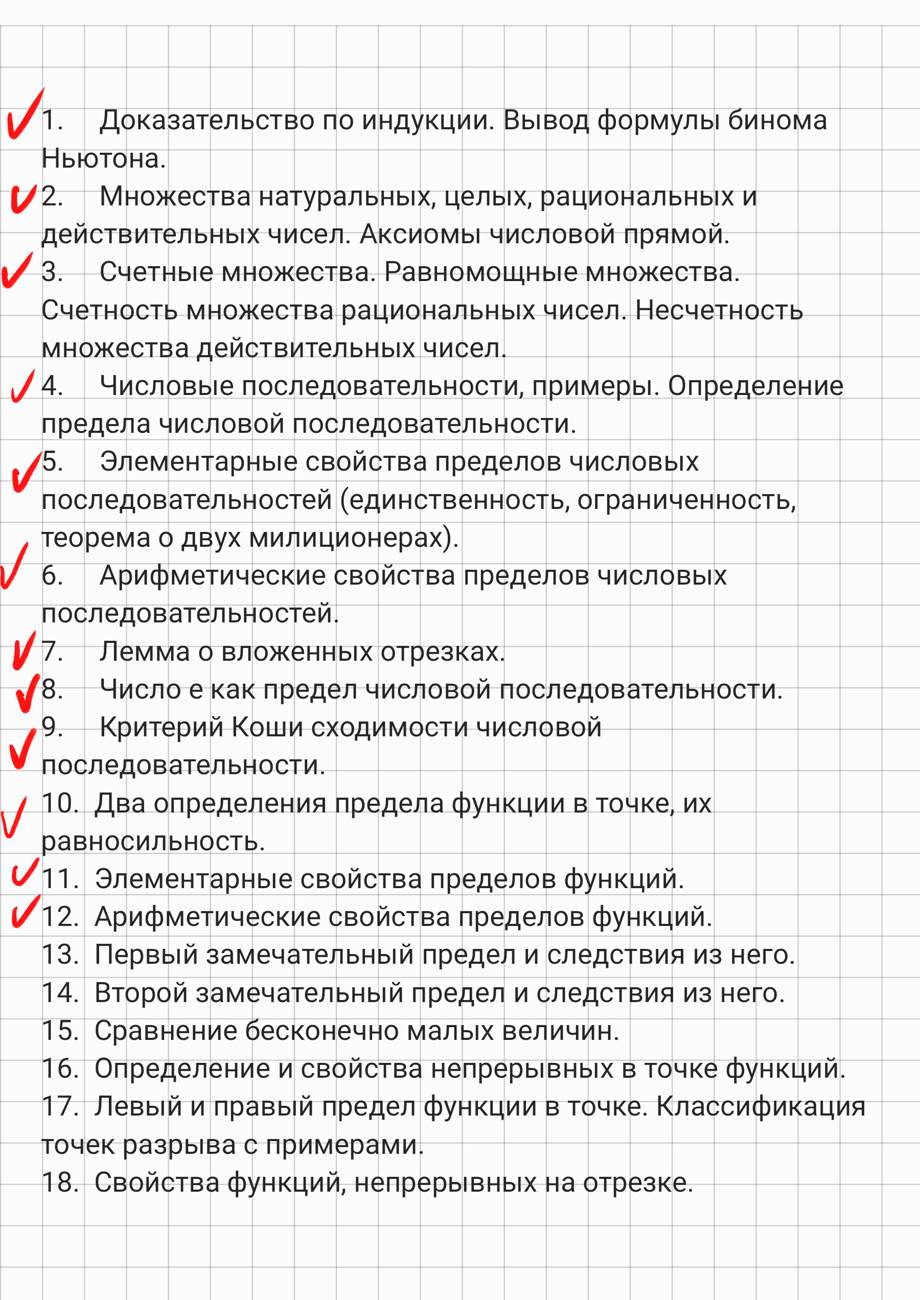 1. Доказательство по индукции. Вывод формулы бинома
Ньютона.
2. Множества натуральных, целых, рациональных и
действительных чисел. Аксиомы числовой прямой.
3. Счетные множества. Равномощные множества.
Счетность множества рациональных чисел. Несчетность
множества действительных чисел.
4. Числовые последовательности, примеры. Определение
предела числовой последовательности.
5. Элементарные свойства пределов числовых
последовательностей (единственность, ограниченность,
теорема о двух милиционерах).
6. Арифметические свойства пределов числовых
последовательностей.
7. Лемма о вложенных отрезках.
8. Число e как предел числовой последовательности.
9. Критерий Коши сходимости числовой
последовательности.
10. Два определения предела функции в точке, их
равносильность.
11. Элементарные свойства пределов функций.
12. Арифметические свойства пределов функций.
13. Первый замечательный предел и следствия из него.
14. Второй замечательный предел и следствия из него.
15. Сравнение бесконечно малых величин.
16. Определение и свойства непрерывных в точке функций.
17. Левый и правый предел функции в точке. Классификация
точек разрыва с примерами.
18. Свойства функций, непрерывных на отрезке.